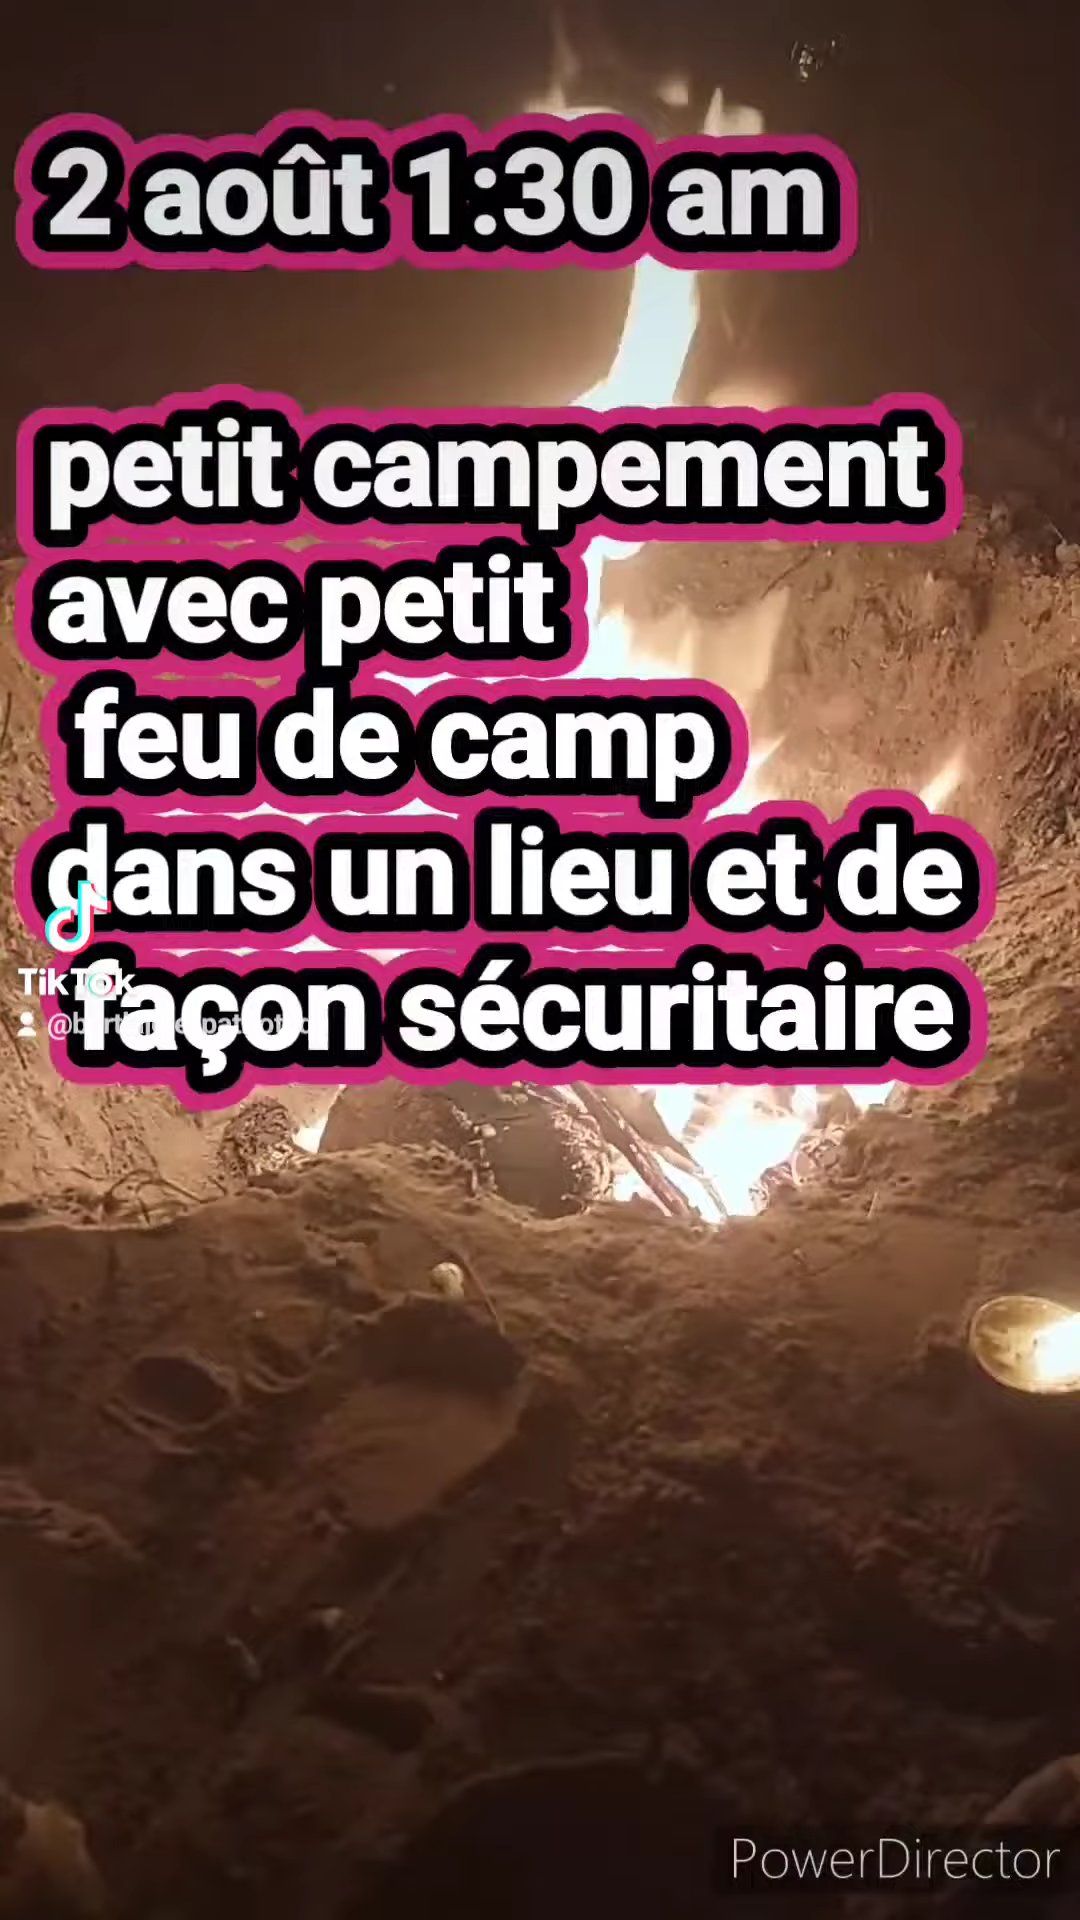 2 août 1:30 am
petit campement
avec petit
feu de camp
dans un lieu et de
façon sécuritaire
TikTok
PowerDirector